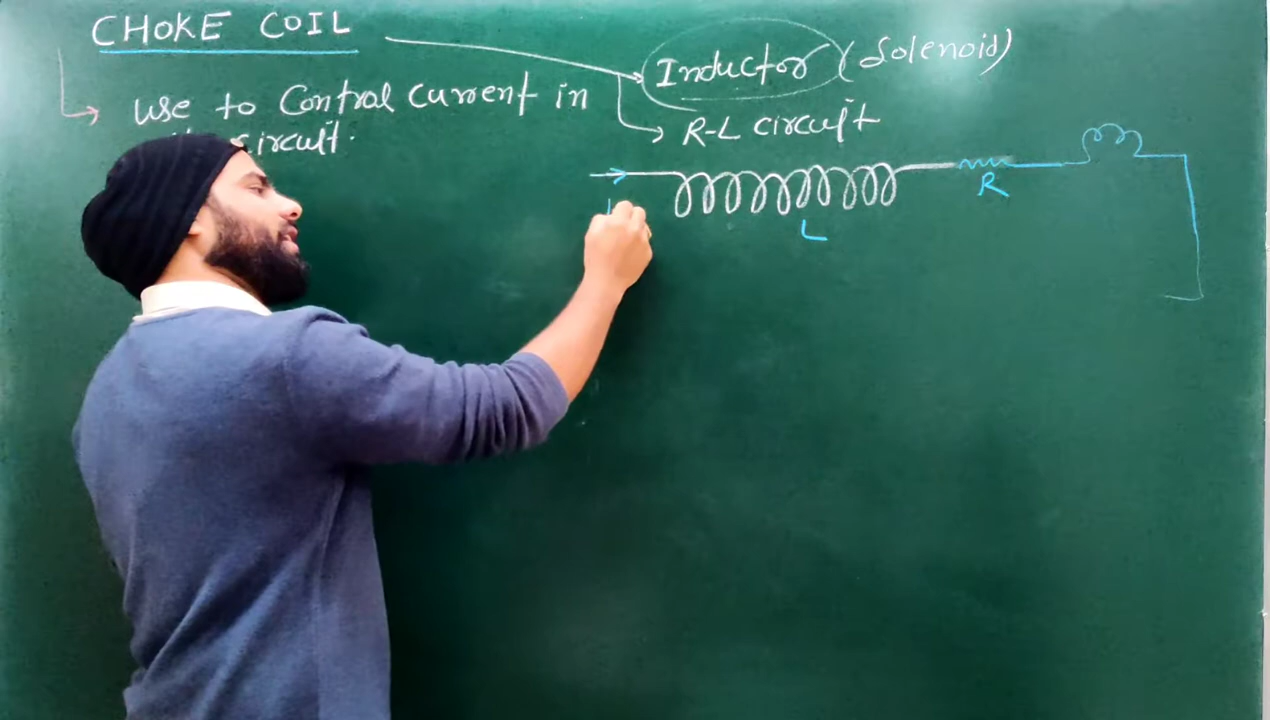 CHOKE COIL
Inductor (Solenoid)
Use to Control Current in
circuit.
R-L circuit
R
L